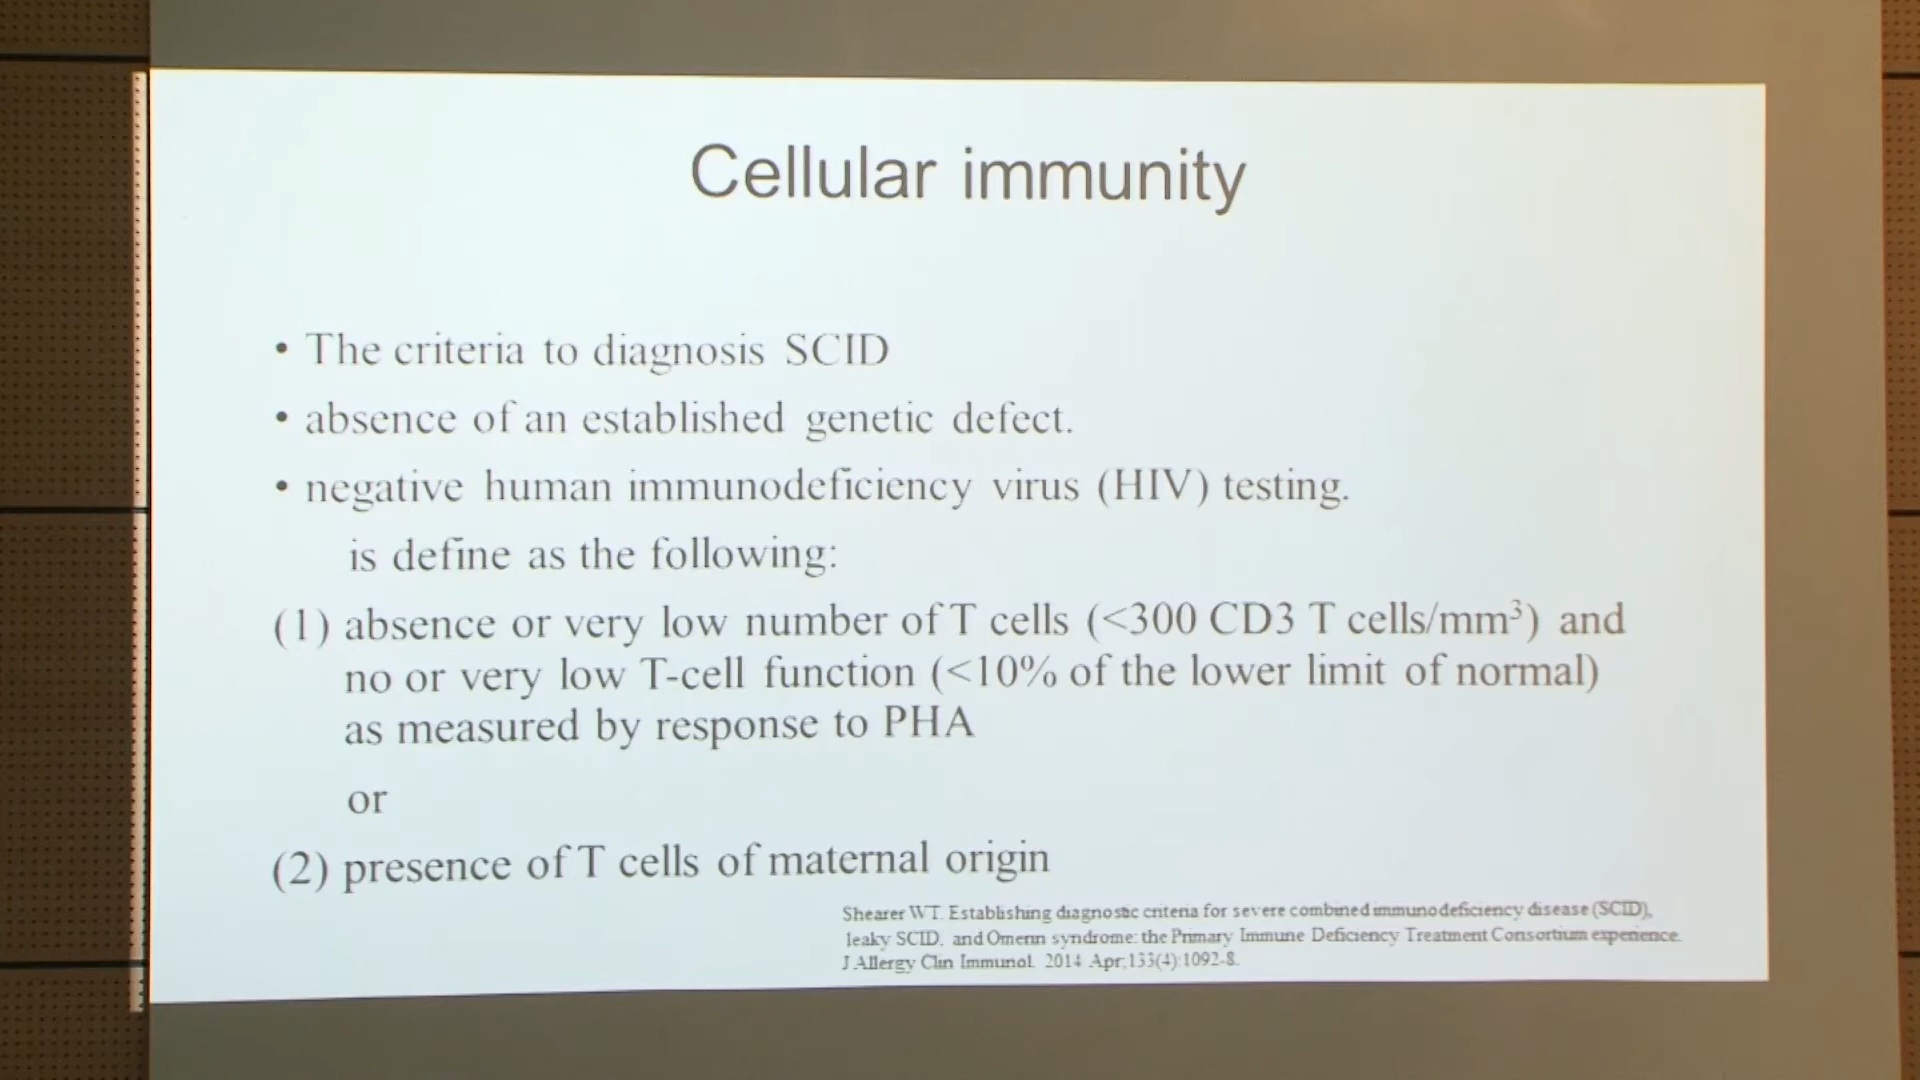 Cellular immunity
• The criteria to diagnosis SCID
• absence of an established genetic defect.
• negative human immunodeficiency virus (HIV) testing.
is define as the following:
(1) absence or very low number of T cells (<300 CD3 T cells/mm³) and
no or very low T-cell function (<10% of the lower limit of normal)
as measured by response to PHA
or
(2) presence of T cells of maternal origin
Shearer WT. Establishing diagnostic criteria for severe combined immunodeficiency disease (SCID),
leaky SCID, and Omenn syndrome: the Primary Immune Deficiency Treatment Consortium experience.
J Allergy Clin Immunol. 2014 Apr;133(4):1092-8.